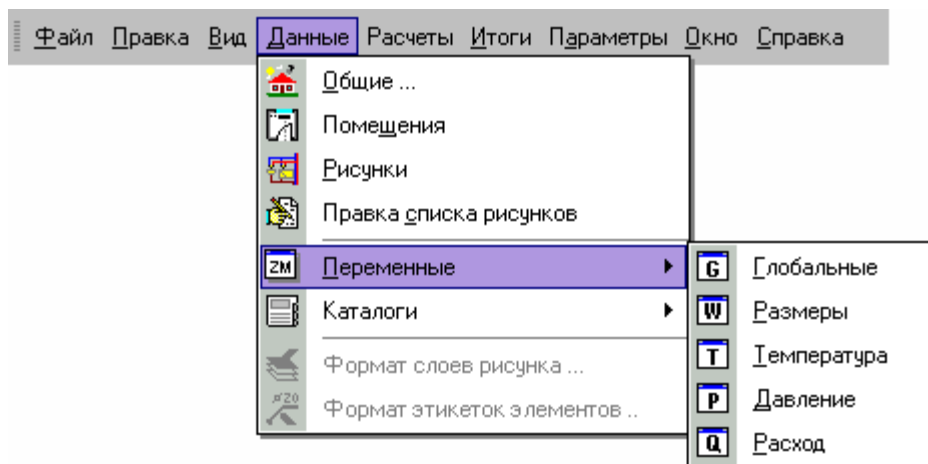 Файл Правка Вид Данные Расчеты Итоги Параметры Окно Справка
Общие ...
Помещения
Рисунки
Правка списка рисунков
ZM Переменные
G Глобальные
Каталоги
W Размеры
T Температура
Формат слоев рисунка ...
P Давление
ø20 Формат этикеток элементов ..
Q Расход